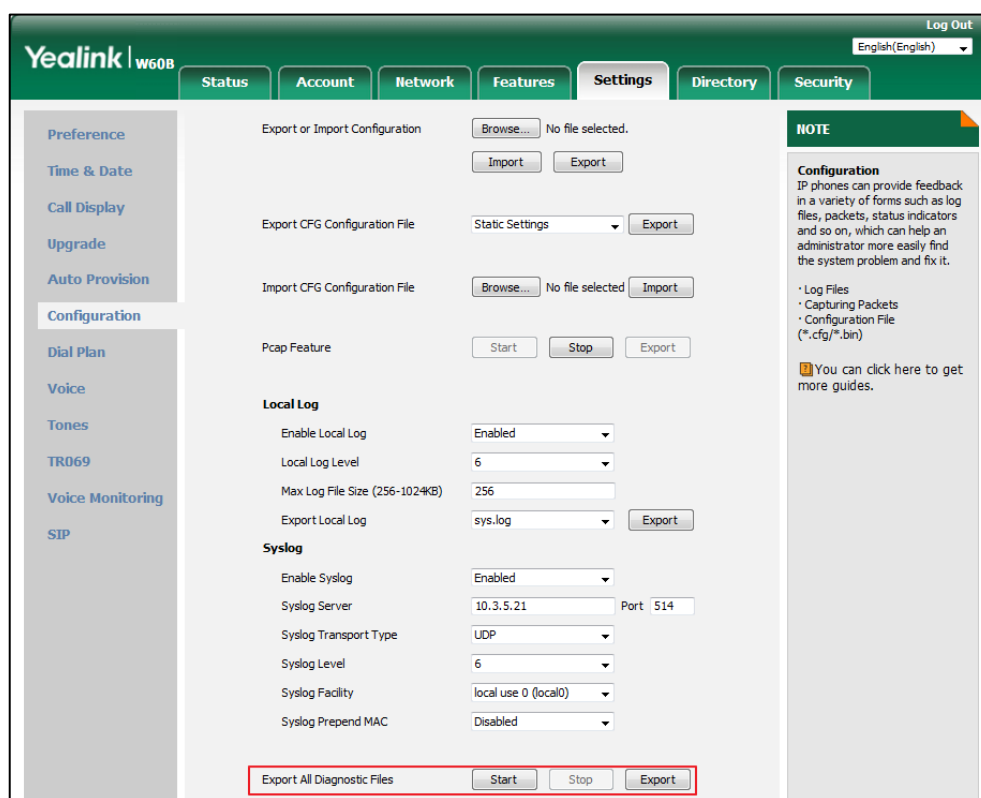 Log Out
Yealink | W60B
English(English)
Status Account Network Features Settings Directory Security
Preference
Time & Date
Call Display
Upgrade
Auto Provision
Configuration
Dial Plan
Voice
Tones
TR069
Voice Monitoring
SIP
Export or Import Configuration Browse... No file selected.
Import Export
Export CFG Configuration File Static Settings Export
Import CFG Configuration File Browse... No file selected Import
Pcap Feature Start Stop Export
Local Log
Enable Local Log Enabled
Local Log Level 6
Max Log File Size (256-1024KB) 256
Export Local Log sys.log Export
Syslog
Enable Syslog Enabled
Syslog Server 10.3.5.21 Port 514
Syslog Transport Type UDP
Syslog Level 6
Syslog Facility local use 0 (local0)
Syslog Prepend MAC Disabled
Export All Diagnostic Files Start Stop Export
NOTE
Configuration
IP phones can provide feedback
in a variety of forms such as log
files, packets, status indicators
and so on, which can help an
administrator more easily find
the system problem and fix it.
· Log Files
· Capturing Packets
· Configuration File
(*.cfg/*.bin)
You can click here to get
more guides.